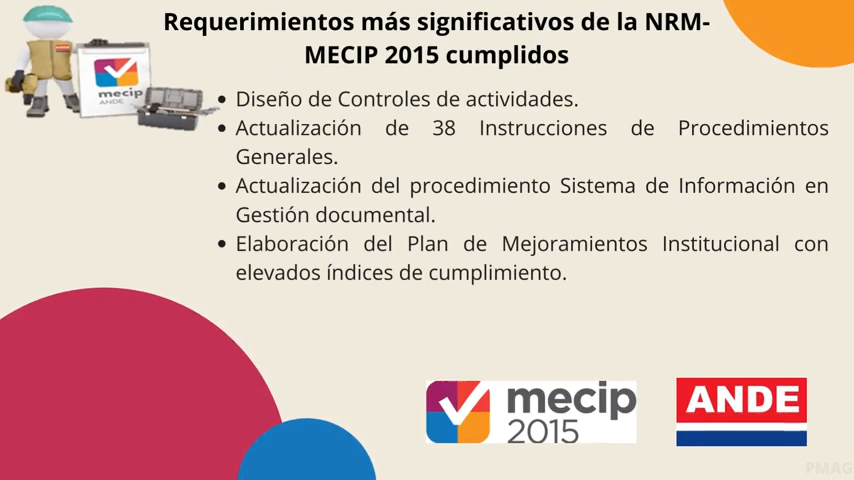 Requerimientos más significativos de la NRM-
MECIP 2015 cumplidos
ANDE
mecip
ANDE
• Diseño de Controles de actividades.
• Actualización de 38 Instrucciones de Procedimientos
Generales.
• Actualización del procedimiento Sistema de Información en
Gestión documental.
• Elaboración del Plan de Mejoramientos Institucional con
elevados índices de cumplimiento.
mecip
2015
ANDE
PMAG